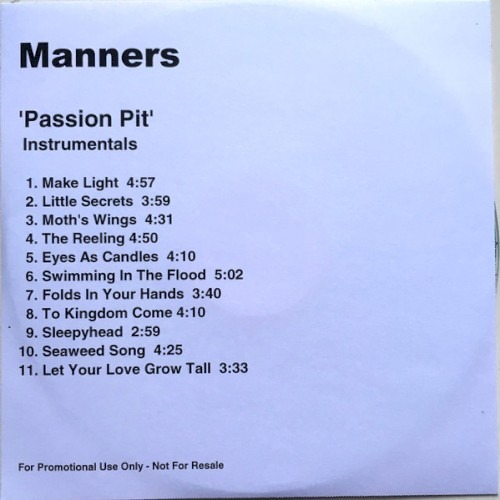 Manners
'Passion Pit'
Instrumentals
1. Make Light 4:57
2. Little Secrets 3:59
3. Moth's Wings 4:31
4. The Reeling 4:50
5. Eyes As Candles 4:10
6. Swimming In The Flood 5:02
7. Folds In Your Hands 3:40
8. To Kingdom Come 4:10
9. Sleepyhead 2:59
10. Seaweed Song 4:25
11. Let Your Love Grow Tall 3:33
For Promotional Use Only - Not For Resale